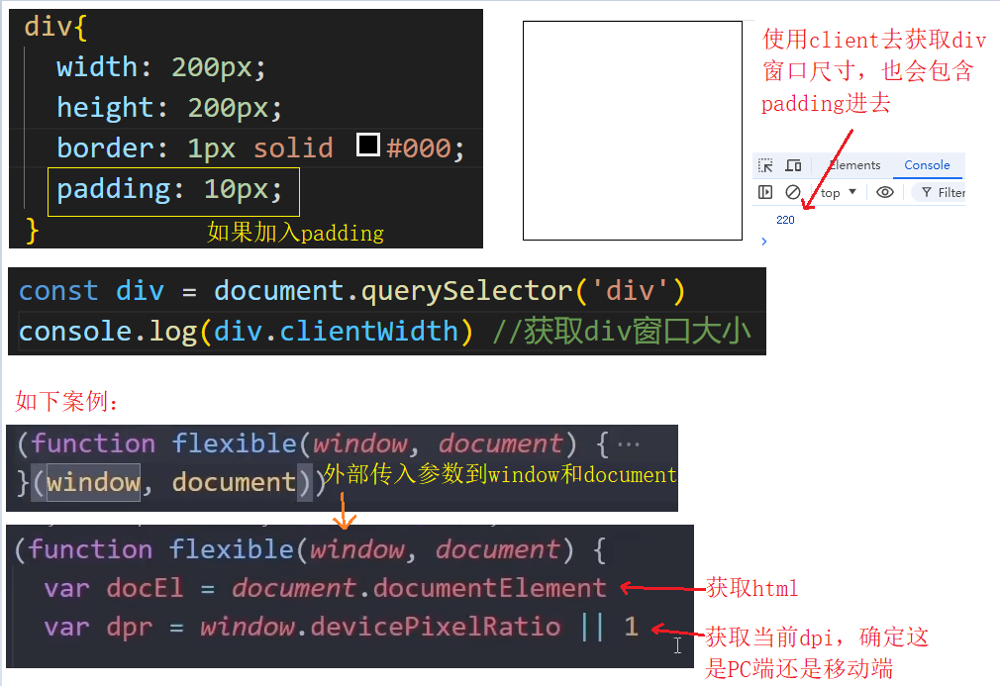 div{
width: 200px;
height: 200px;
border: 1px solid #000;
padding: 10px;
}
如果加入padding
使用client去获取div
窗口尺寸，也会包含
padding进去
Elements Console
top Filter
220
const div = document.querySelector('div')
console.log(div.clientWidth) //获取div窗口大小
如下案例：
(function flexible(window, document) {…
}(window, document))
外部传入参数到window和document
(function flexible(window, document) {
var docEl = document.documentElement
获取html
var dpr = window.devicePixelRatio || 1
获取当前dpi，确定这
是PC端还是移动端